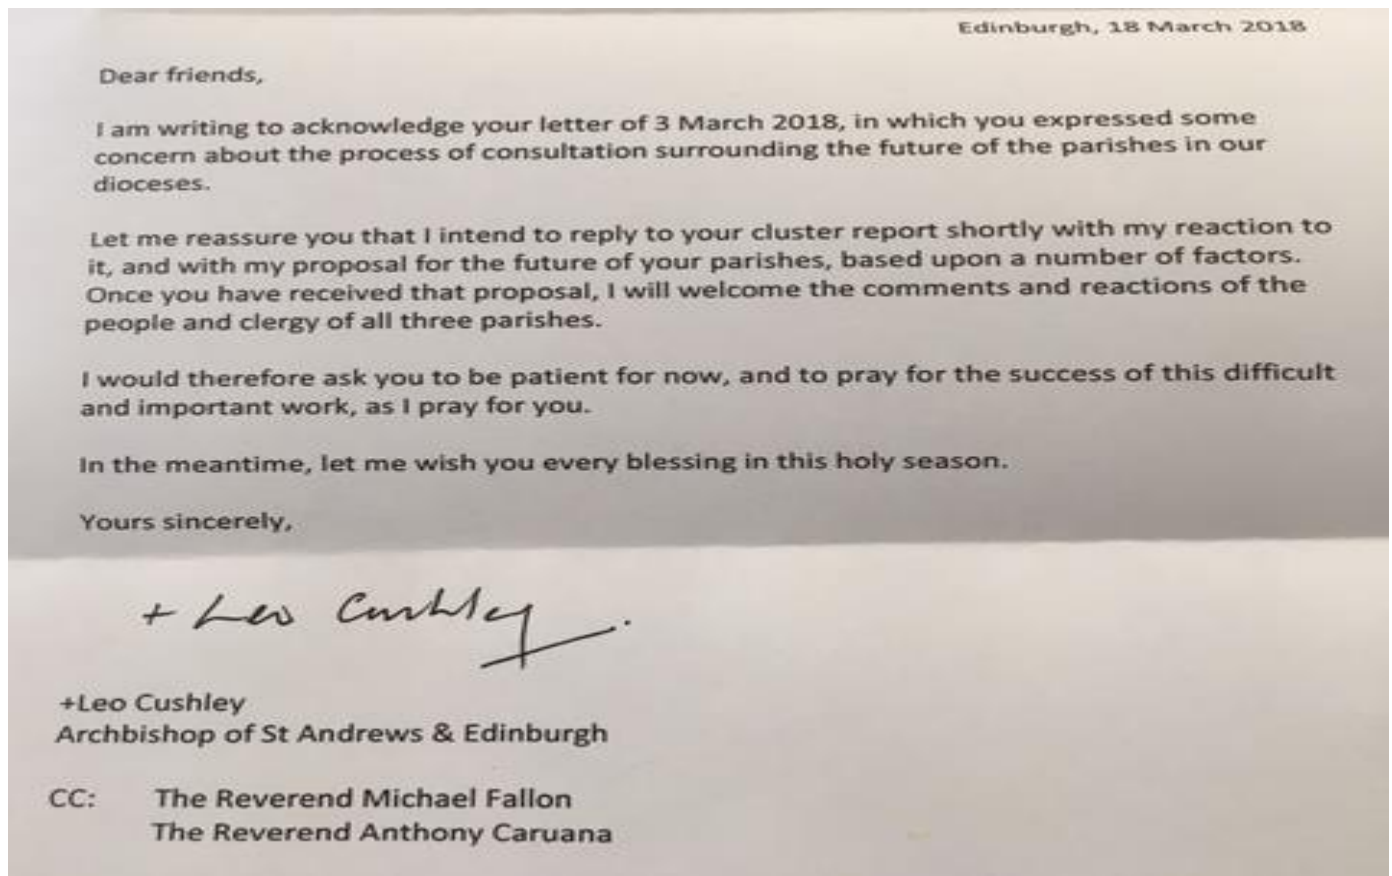 Edinburgh, 18 March 2018
Dear friends,
I am writing to acknowledge your letter of 3 March 2018, in which you expressed some
concern about the process of consultation surrounding the future of the parishes in our
dioceses.
Let me reassure you that I intend to reply to your cluster report shortly with my reaction to
it, and with my proposal for the future of your parishes, based upon a number of factors.
Once you have received that proposal, I will welcome the comments and reactions of the
people and clergy of all three parishes.
I would therefore ask you to be patient for now, and to pray for the success of this difficult
and important work, as I pray for you.
In the meantime, let me wish you every blessing in this holy season.
Yours sincerely,
+ Leo Cushley.
+Leo Cushley
Archbishop of St Andrews & Edinburgh
CC: The Reverend Michael Fallon
The Reverend Anthony Caruana